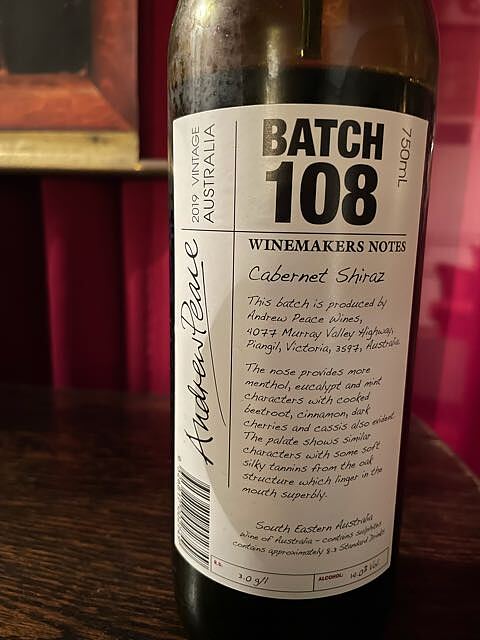 BATCH
108
750mL
2019 VINTAGE
AUSTRALIA
Andrew Peace
WINEMAKERS NOTES
Cabernet Shiraz
This batch is produced by
Andrew Peace Wines,
4077 Murray Valley Highway,
Piangil, Victoria, 3597, Australia.
The nose provides more
menthol, eucalypt and mint
characters with cooked
beetroot, cinnamon, dark
cherries and cassis also evident.
The palate shows similar
characters with some soft
silky tannins from the oak
structure which linger in the
mouth superbly.
South Eastern Australia
Wine of Australia - contains sulphites
contains approximately 8.3 Standard Drinks
R.S. 3.0 g/l
ALCOHOL: 14.0% Vol